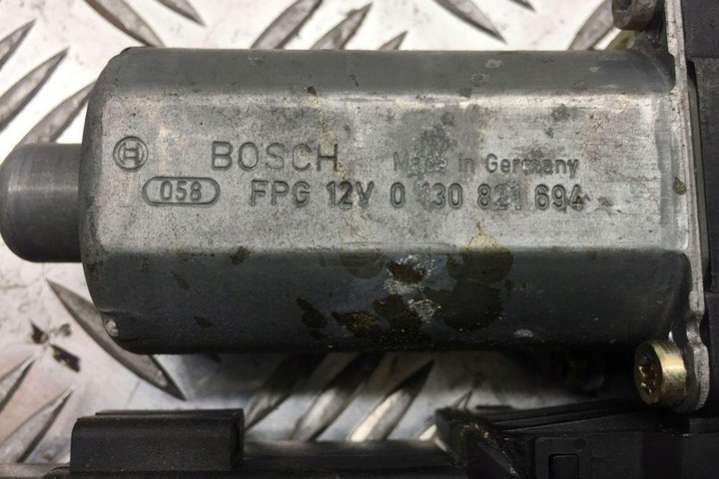 BOSCH Made in Germany
058 FPG 12V 0 130 821 694